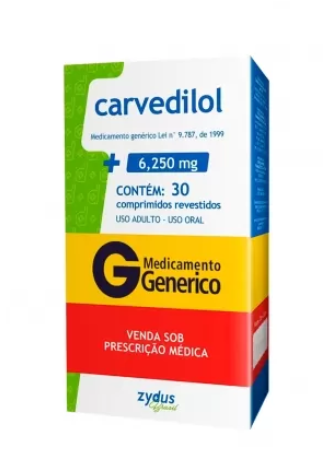 carvedilol
Medicamento genérico Lei n° 9.787, de 1999
6,250 mg
CONTÉM: 30
comprimidos revestidos
USO ADULTO - USO ORAL
G Medicamento
Generico
VENDA SOB
PRESCRIÇÃO MÉDICA
zydus